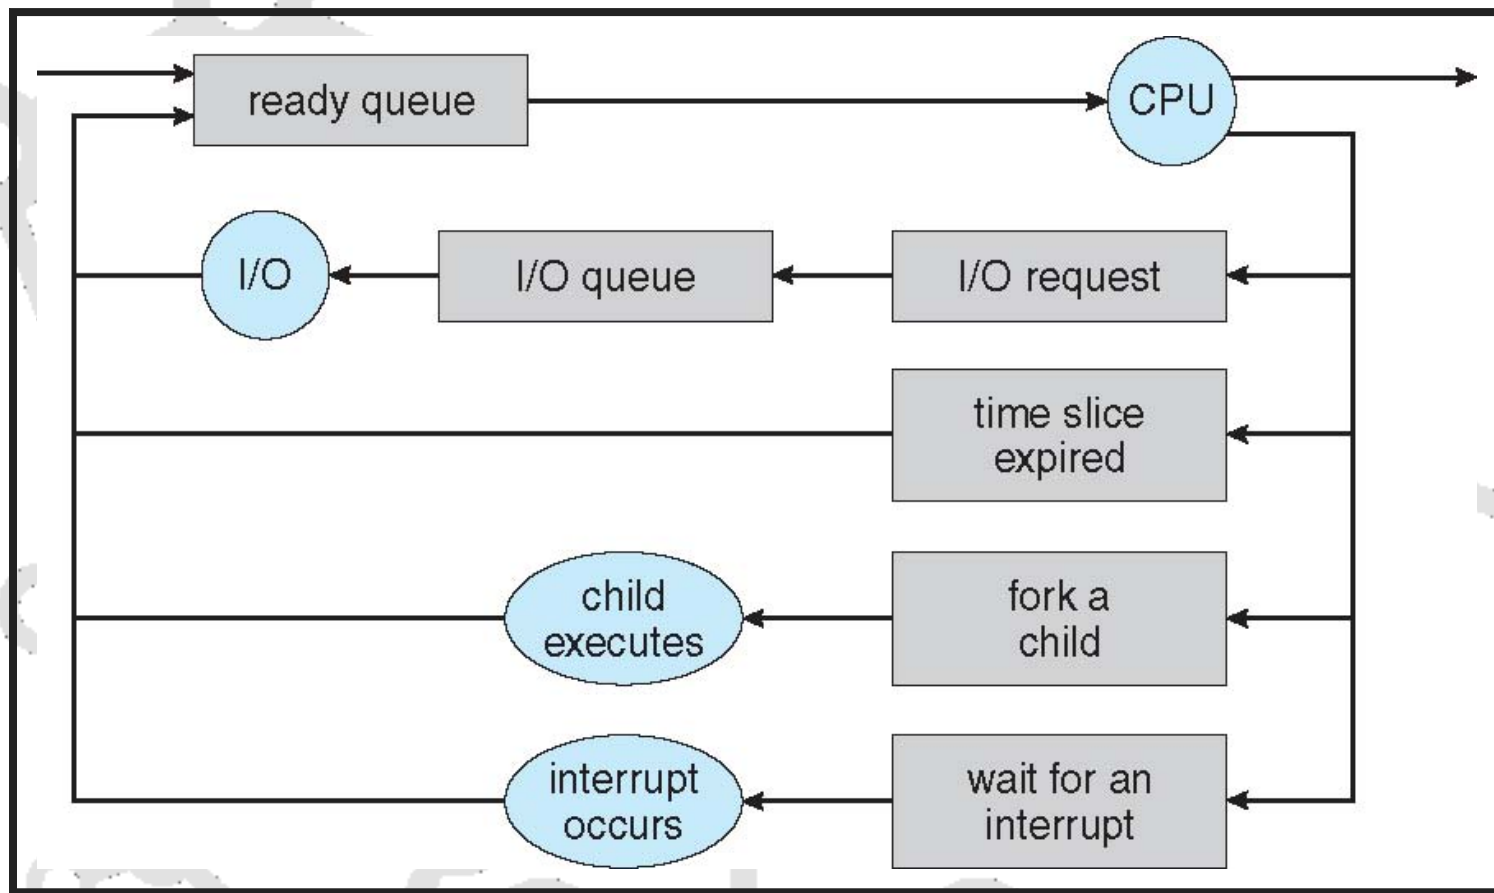 ready queue
CPU
I/O
I/O queue
I/O request
time slice
expired
child
executes
fork a
child
interrupt
occurs
wait for an
interrupt